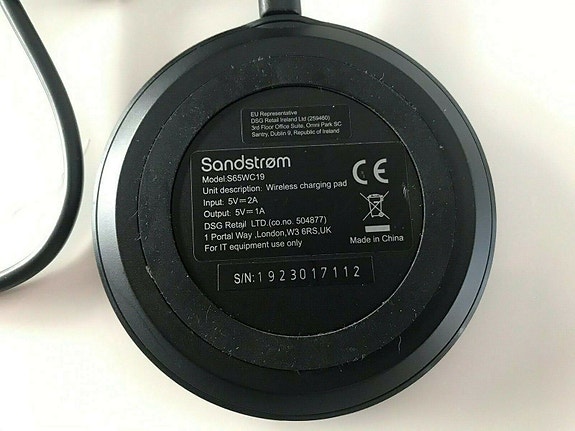 EU Representative
DSG Retail Ireland Ltd (259460)
3rd Floor Office Suite, Omni Park SC
Santry, Dublin 9, Republic of Ireland
Sandstrøm
Model:S65WC19
Unit description: Wireless charging pad
Input: 5V⎓2A
Output: 5V⎓1A
DSG Retail LTD.(co.no. 504877)
1 Portal Way ,London,W3 6RS,UK
For IT equipment use only
CE
Made in China
S/N:1923017112